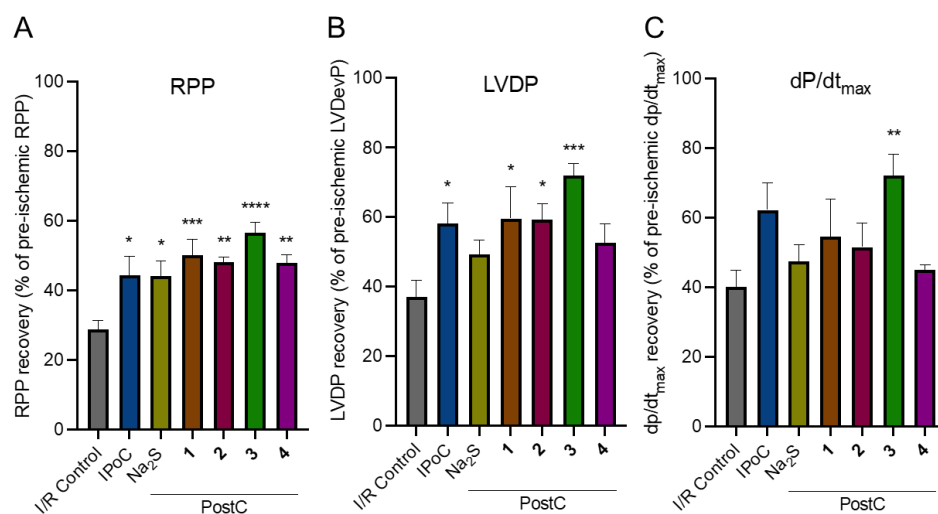 A
RPP
RPP recovery (% of pre-ischemic RPP)
100
80
60
40
20
0
*
*
***
**
****
**
I/R Control
IPoC
Na₂S
1
2
3
4
PostC
B
LVDP
LVDP recovery (% of pre-ischemic LVDevP)
100
80
60
40
20
0
*
*
*
***
I/R Control
IPoC
Na₂S
1
2
3
4
PostC
C
dP/dtₘₐₓ
dp/dtₘₐₓ recovery (% of pre-ischemic dp/dtₘₐₓ)
100
80
60
40
20
0
**
I/R Control
IPoC
Na₂S
1
2
3
4
PostC